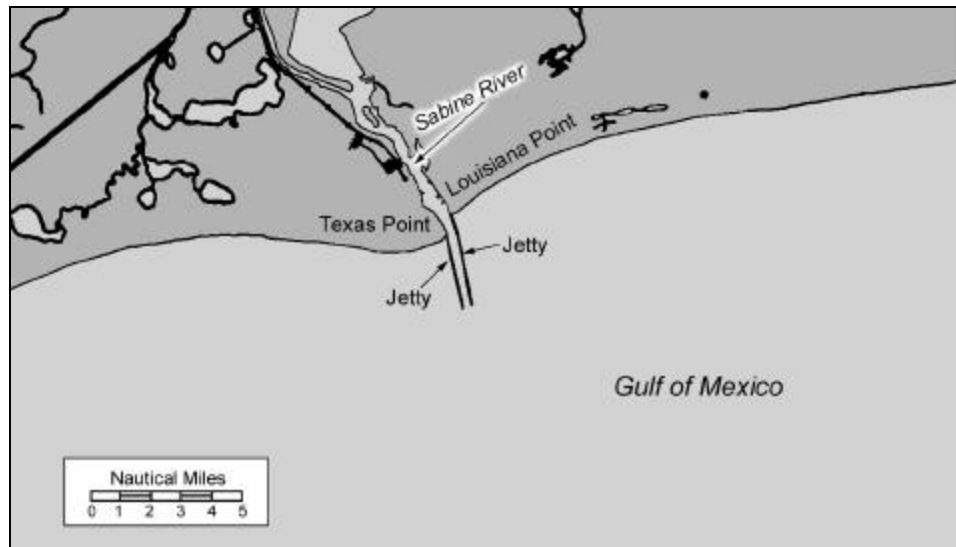 Sabine River
Louisiana Point
Texas Point
Jetty
Jetty
Gulf of Mexico
Nautical Miles
0 1 2 3 4 5